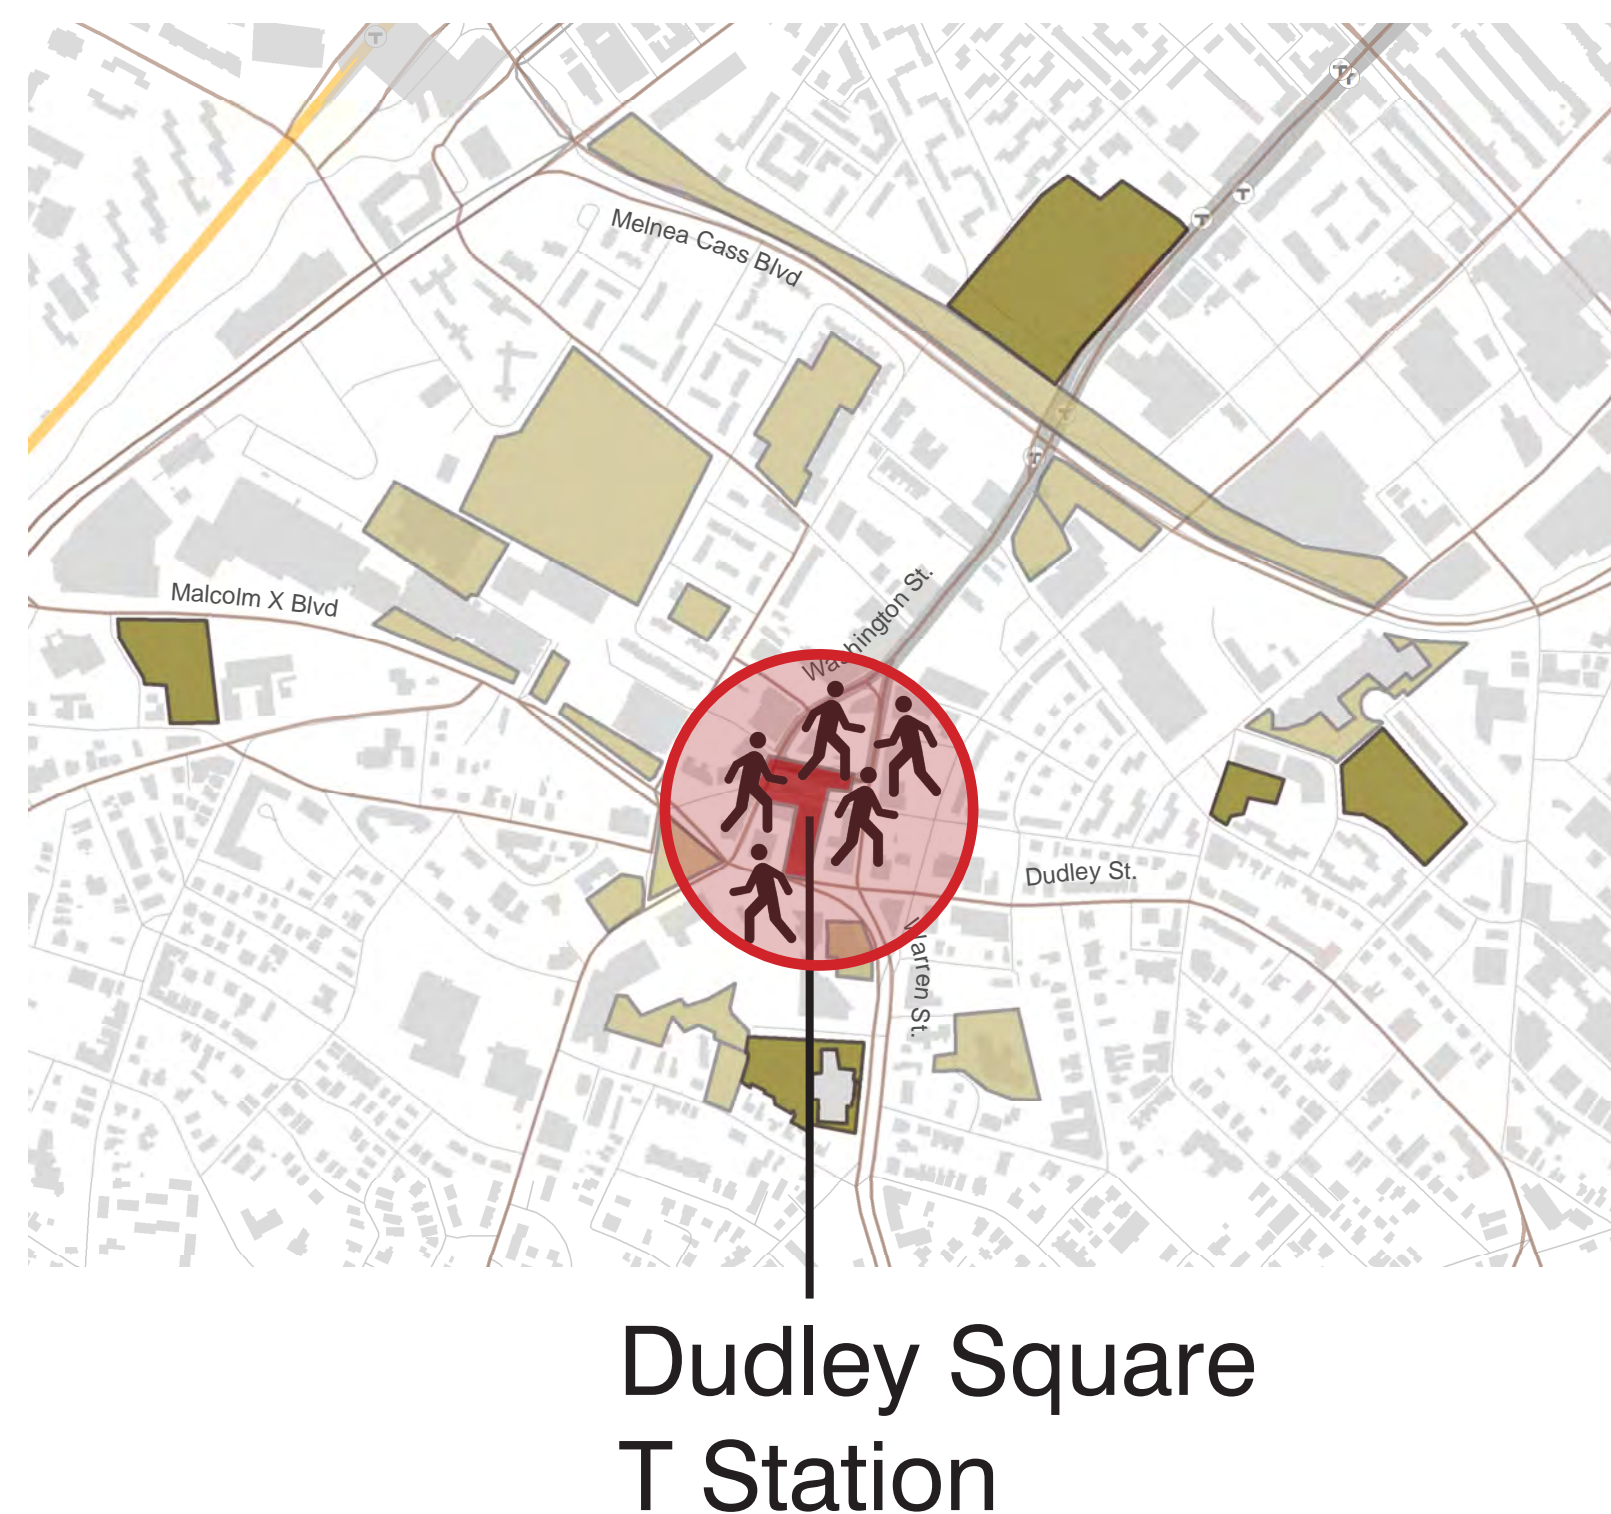 T
T
T
T
T
Melnea Cass Blvd
T
T
Washington St.
Malcolm X Blvd
Dudley St.
Warren St.
Dudley Square
T Station